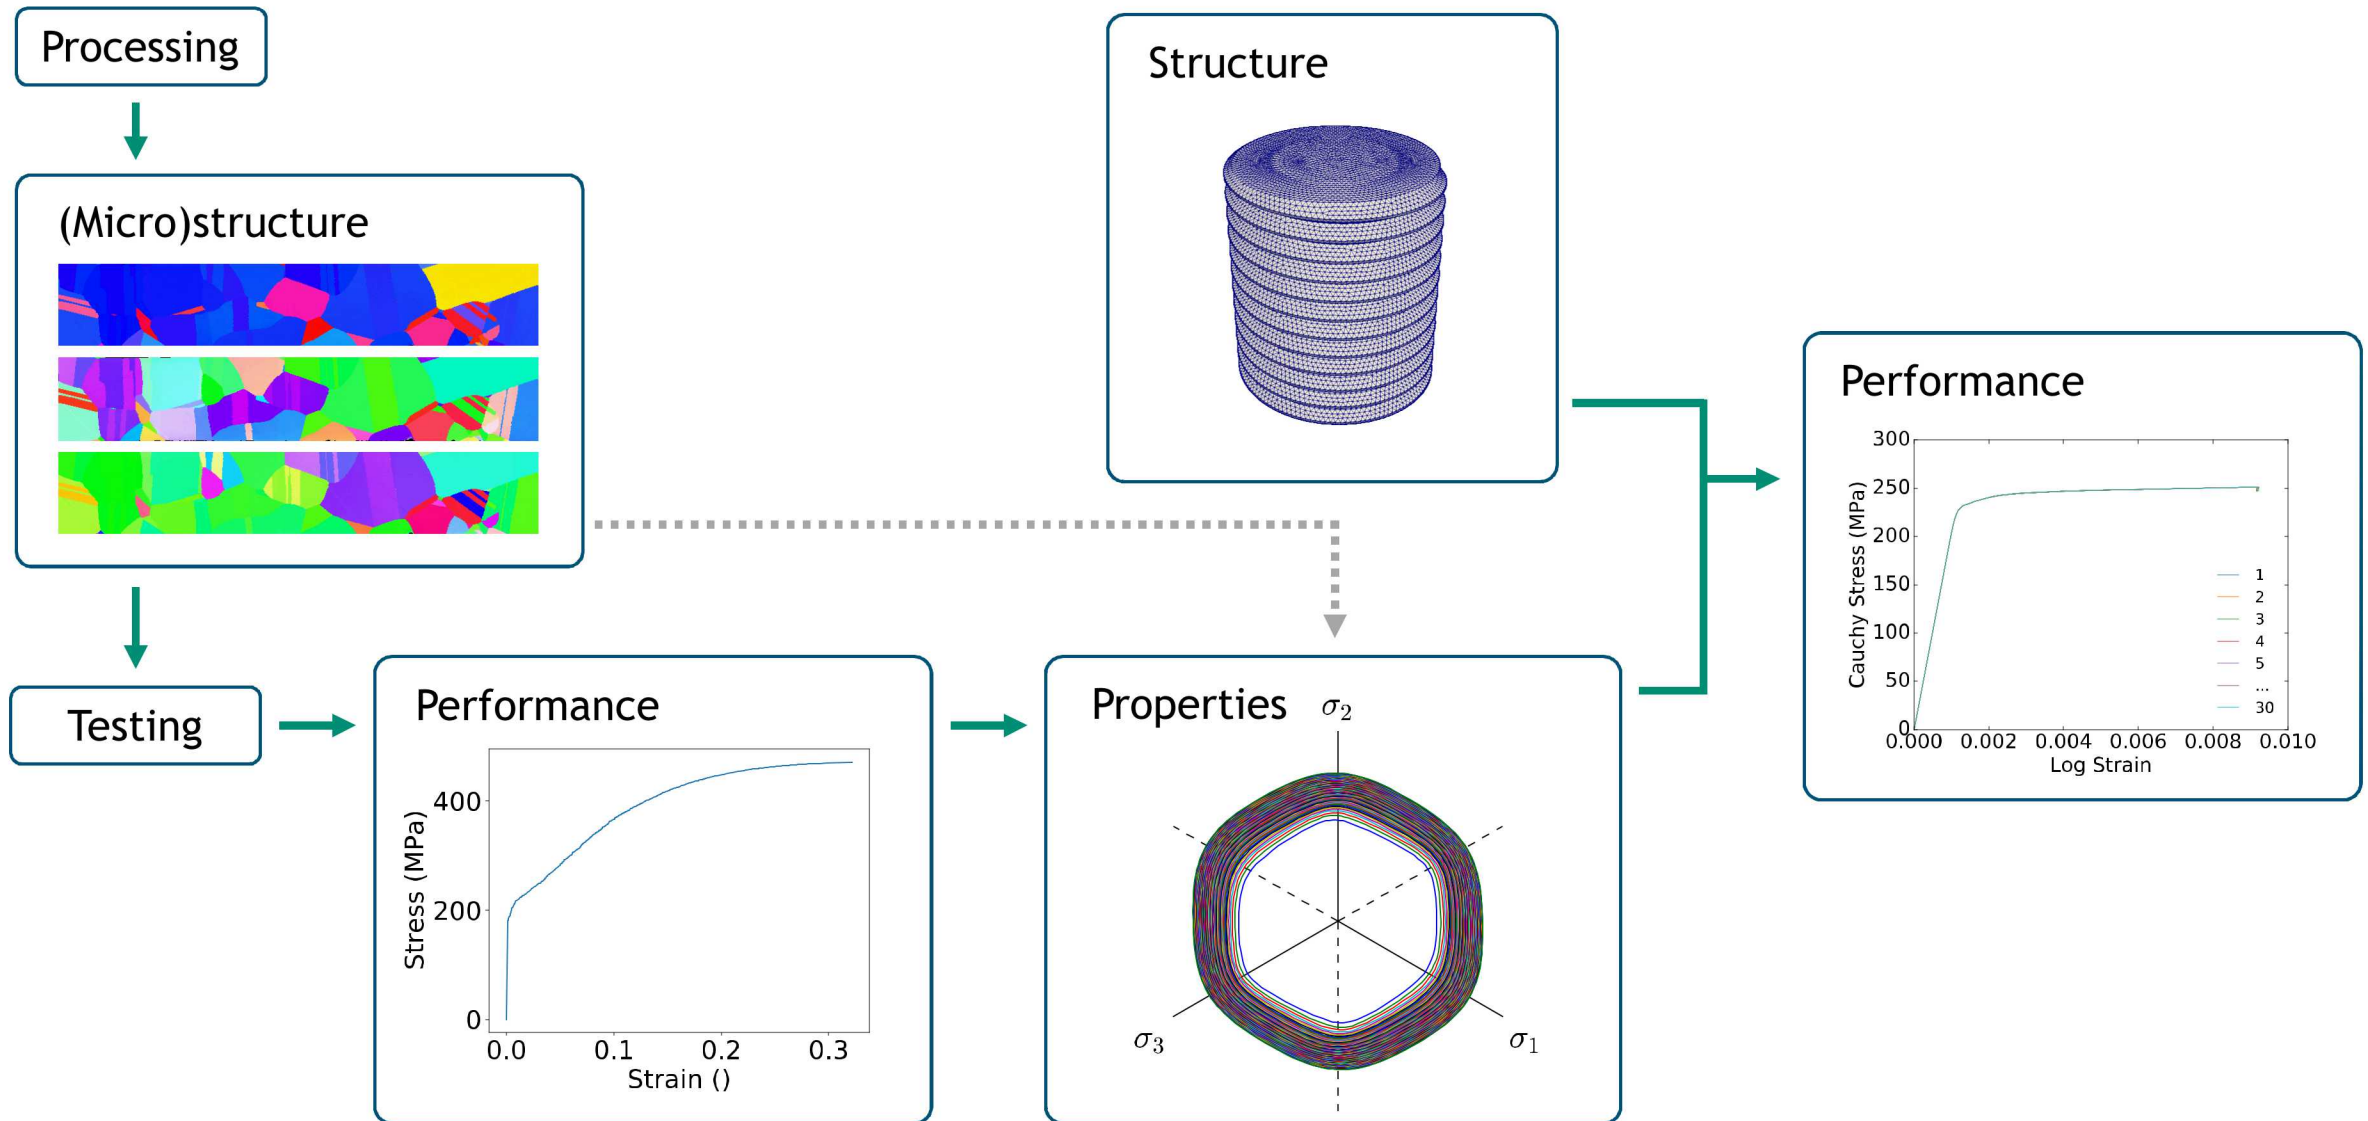 Processing
(Micro)structure
Testing
Performance
Stress (MPa)
400
200
0
0.0 0.1 0.2 0.3
Strain ()
Structure
Properties
σ2
σ3
σ1
Performance
Cauchy Stress (MPa)
300
250
200
150
100
50
0
1
2
3
4
5
...
30
0.000 0.002 0.004 0.006 0.008 0.010
Log Strain